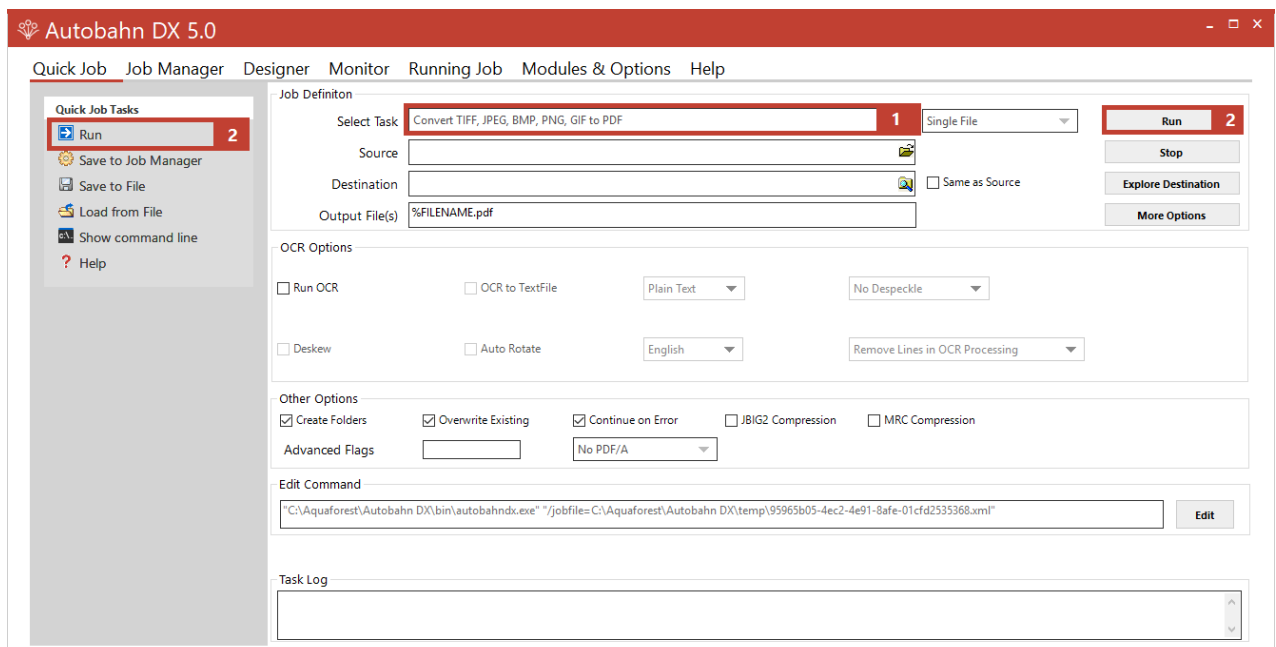 Autobahn DX 5.0
Quick Job Job Manager Designer Monitor Running Job Modules & Options Help
Quick Job Tasks
Run 2
Save to Job Manager
Save to File
Load from File
Show command line
Help
Job Definiton
Select Task Convert TIFF, JPEG, BMP, PNG, GIF to PDF 1 Single File Run 2
Source Stop
Destination Same as Source Explore Destination
Output File(s) %FILENAME.pdf More Options
OCR Options
Run OCR OCR to TextFile Plain Text No Despeckle
Deskew Auto Rotate English Remove Lines in OCR Processing
Other Options
Create Folders Overwrite Existing Continue on Error JBIG2 Compression MRC Compression
Advanced Flags No PDF/A
Edit Command
"C:\Aquaforest\Autobahn DX\bin\autobahndx.exe" "/jobfile=C:\Aquaforest\Autobahn DX\temp\95965b05-4ec2-4e91-8afe-01cfd2535368.xml" Edit
Task Log